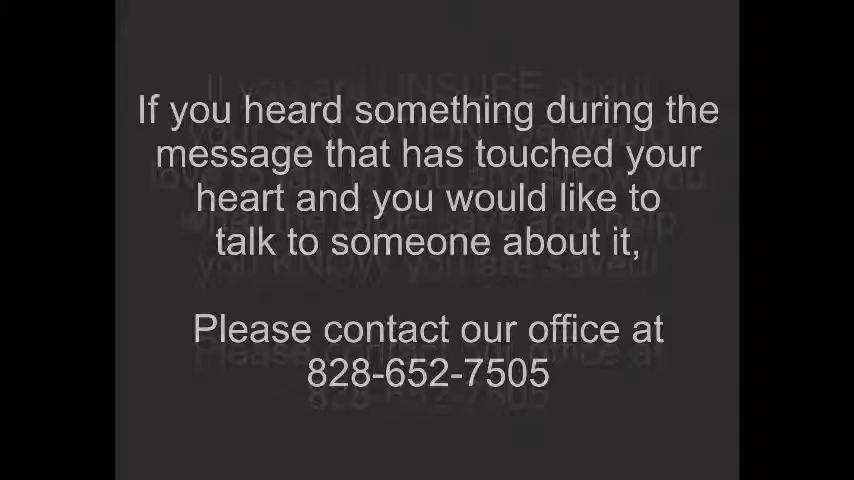 If you heard something during the
message that has touched your
heart and you would like to
talk to someone about it,
Please contact our office at
828-652-7505